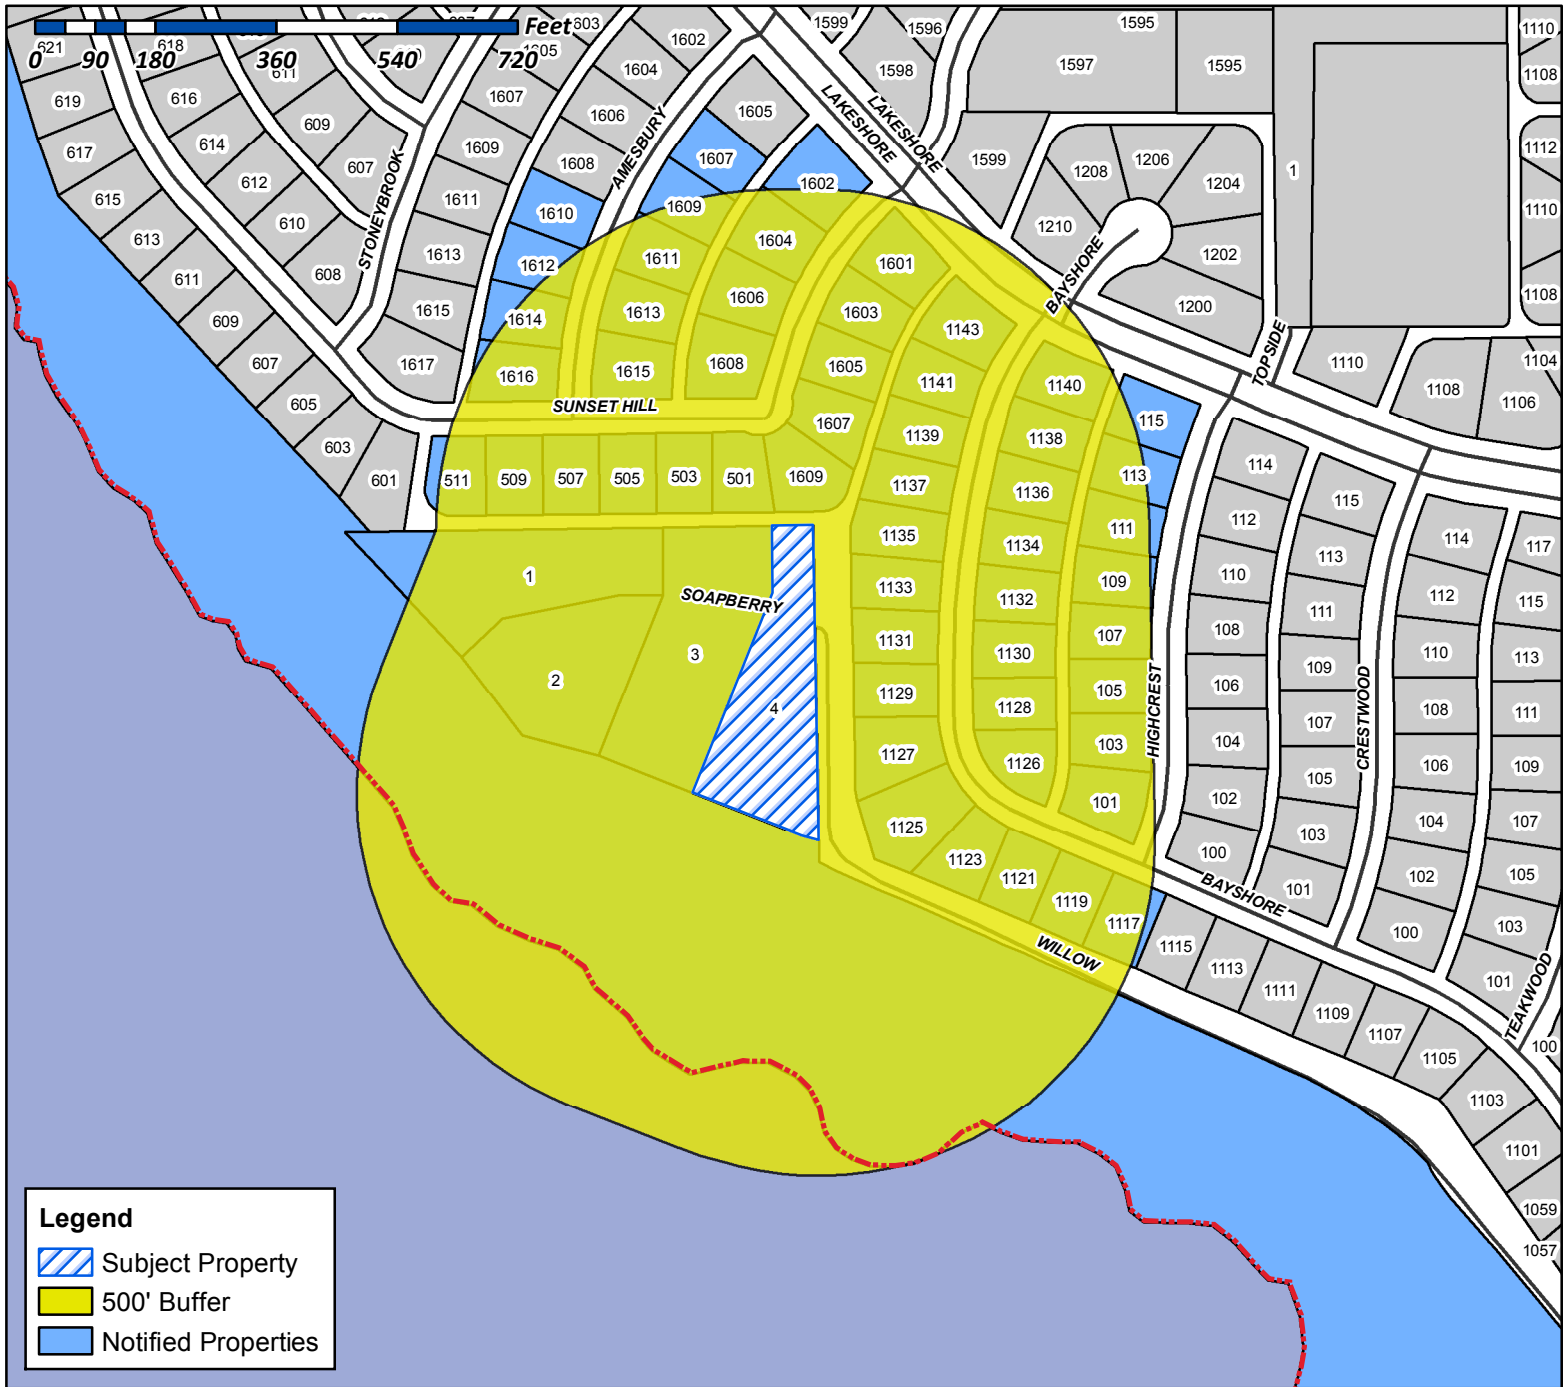 Feet
0 90 180 360 540 720
621 618 603 1602 1599 1596 1595 1110
611 1605 1604 1598 1597 1595 1108
619 616 1607 1606 1605
617 614 609 1609 1608 1607 1602 1599 1208 1206 1204 1 1112
615 612 607 1611 1610 1609 1604 1210 1202 1110
613 610 1613 1612 1611 1606 1601 1200 1108
611 608 1615 1614 1613 1608 1603 1143
609 1617 1616 1615 1605 1141 1140 1110 1108 1104
607 1607 1139 1138 115 1106
605
603 601 511 509 507 505 503 501 1609 1137 1136 113 114 115
1135 1134 111 112 113 114 117
1 1133 1132 109 110 111 112 115
3 1131 1130 107 108 109 110 113
2 4 1129 1128 105 106 107 108 111
1127 1126 103 104 105 106 109
1125 101 102 103 104 107
1123 1121 1119 1117 100 101 102 105
1115 1113 1111 1109 1107 1105 100 103
101
100
1103
1101
1059
1057
STONEYBROOK
AMESBURY
LAKESHORE
LAKESHORE
BAYSHORE
TOPSIDE
SUNSET HILL
SOAPBERRY
HIGHCREST
CRESTWOOD
BAYSHORE
WILLOW
TEAKWOOD
Legend
Subject Property
500' Buffer
Notified Properties